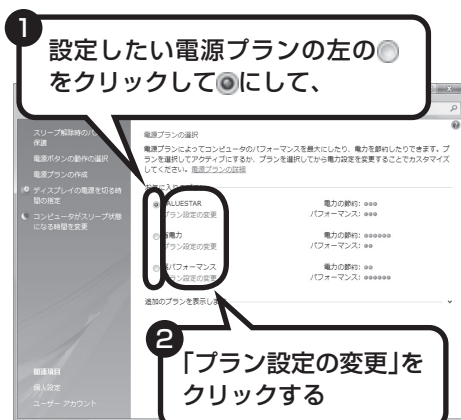 1
設定したい電源プランの左の○
をクリックして◉にして、
スリープ解除時のパ
保護
電源ボタンの動作の選択
電源プランの作成
ディスプレイの電源を切る時
間の指定
コンピュータがスリープ状態
になる時間を変更
関連項目
個人設定
ユーザー アカウント
電源プランの選択
電源プランによってコンピュータのパフォーマンスを最大にしたり、電力を節約したりできます。プ
ランを選択してアクティブにするか、プランを選択してから電力設定を変更することでカスタマイズ
してください。電源プランの詳細
ALUESTAR
電力の節約:
プラン設定の変更
パフォーマンス:
省電力
電力の節約:
プラン設定の変更
パフォーマンス:
パフォーマンス
電力の節約:
プラン設定の変更
パフォーマンス:
追加のプランを表示しま
2
「プラン設定の変更」を
クリックする